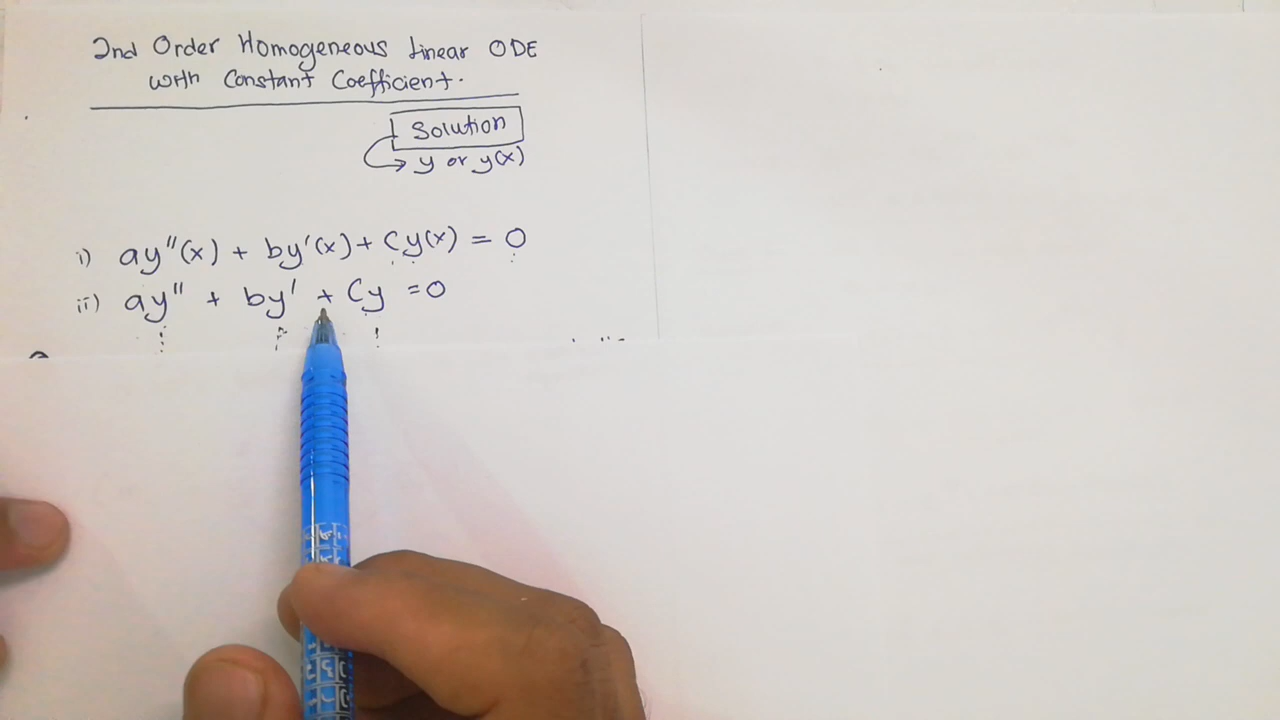 2nd Order Homogeneous Linear ODE
with Constant Coefficient.
Solution
→ y or y(x)
i) ay''(x) + by'(x) + Cy(x) = 0
ii) ay'' + by' + Cy = 0